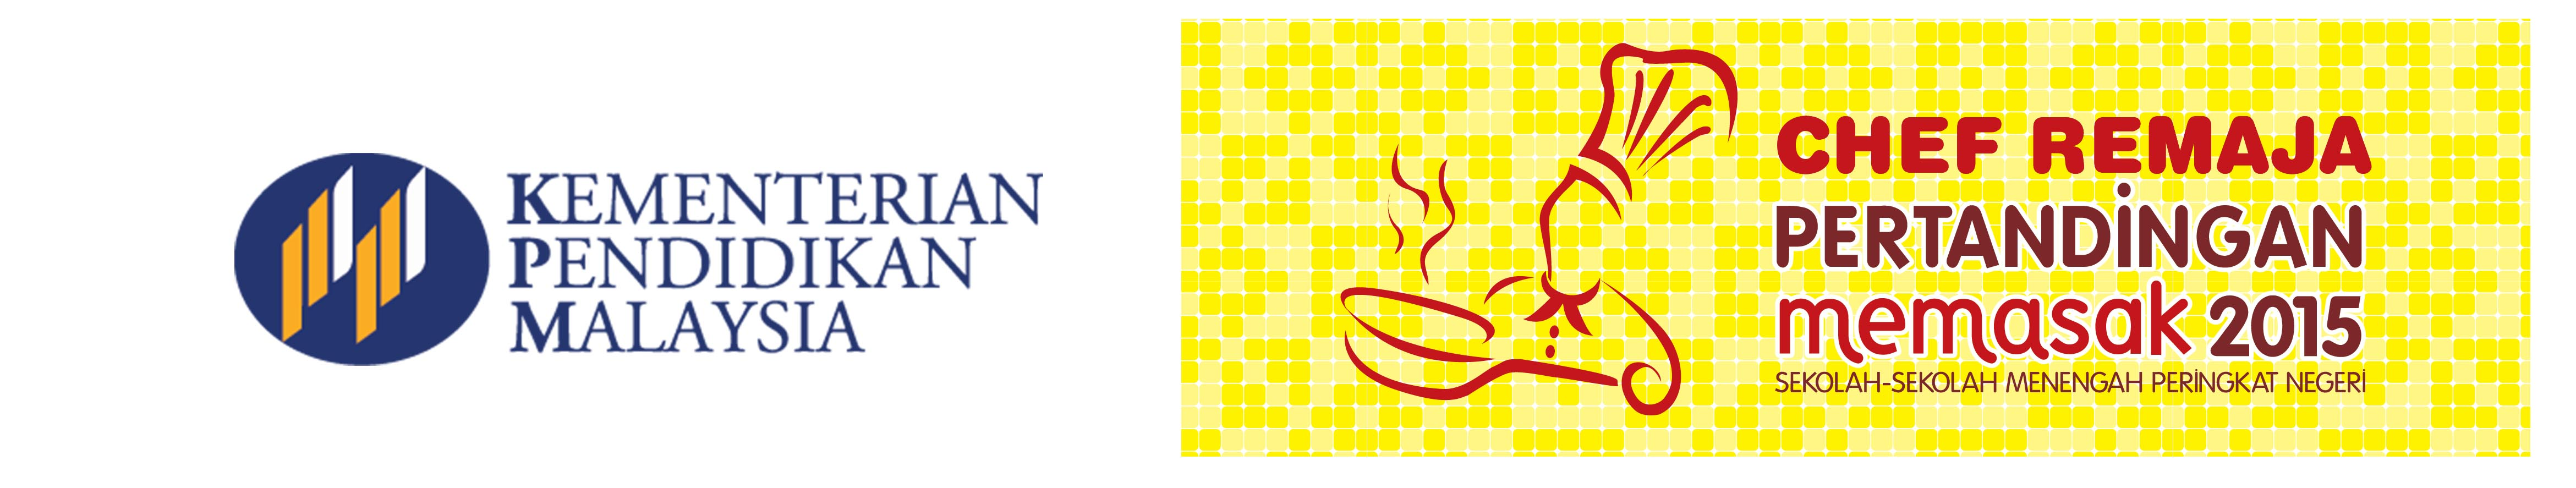 KEMENTERIAN
PENDIDIKAN
MALAYSIA
CHEF REMAJA
PERTANDINGAN
memasak 2015
SEKOLAH-SEKOLAH MENENGAH PERINGKAT NEGERI